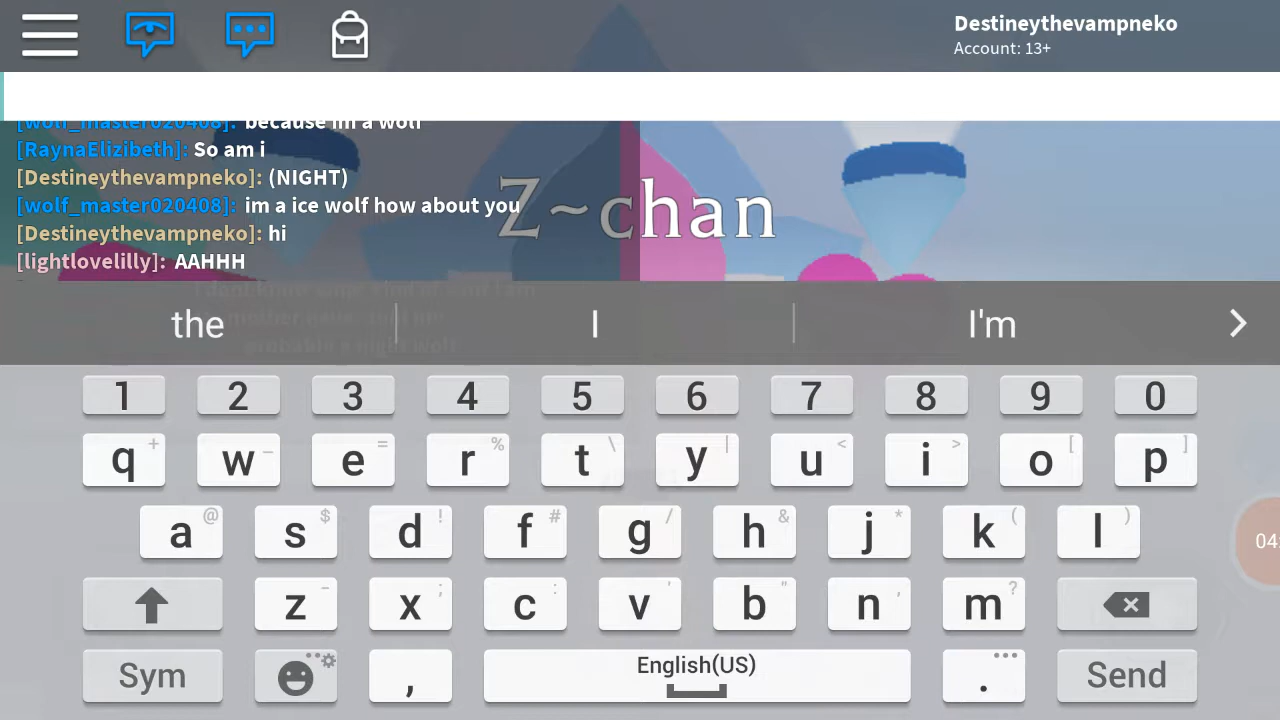 Destineythevampneko
Account: 13+
[wolf_master020408]: because im a wolf
[RaynaElizibeth]: So am i
[Destineythevampneko]: (NIGHT)
[wolf_master020408]: im a ice wolf how about you
[Destineythevampneko]: hi
[lightlovelilly]: AAHHH
Z~chan
the I I'm
1 2 3 4 5 6 7 8 9 0
q + w - e = r % t \ y | u < i > o [ p ]
a @ s $ d ! f # g / h & j * k ( l )
04:
z - x ; c : v ' b " n , m ?
Sym , English(US) . Send